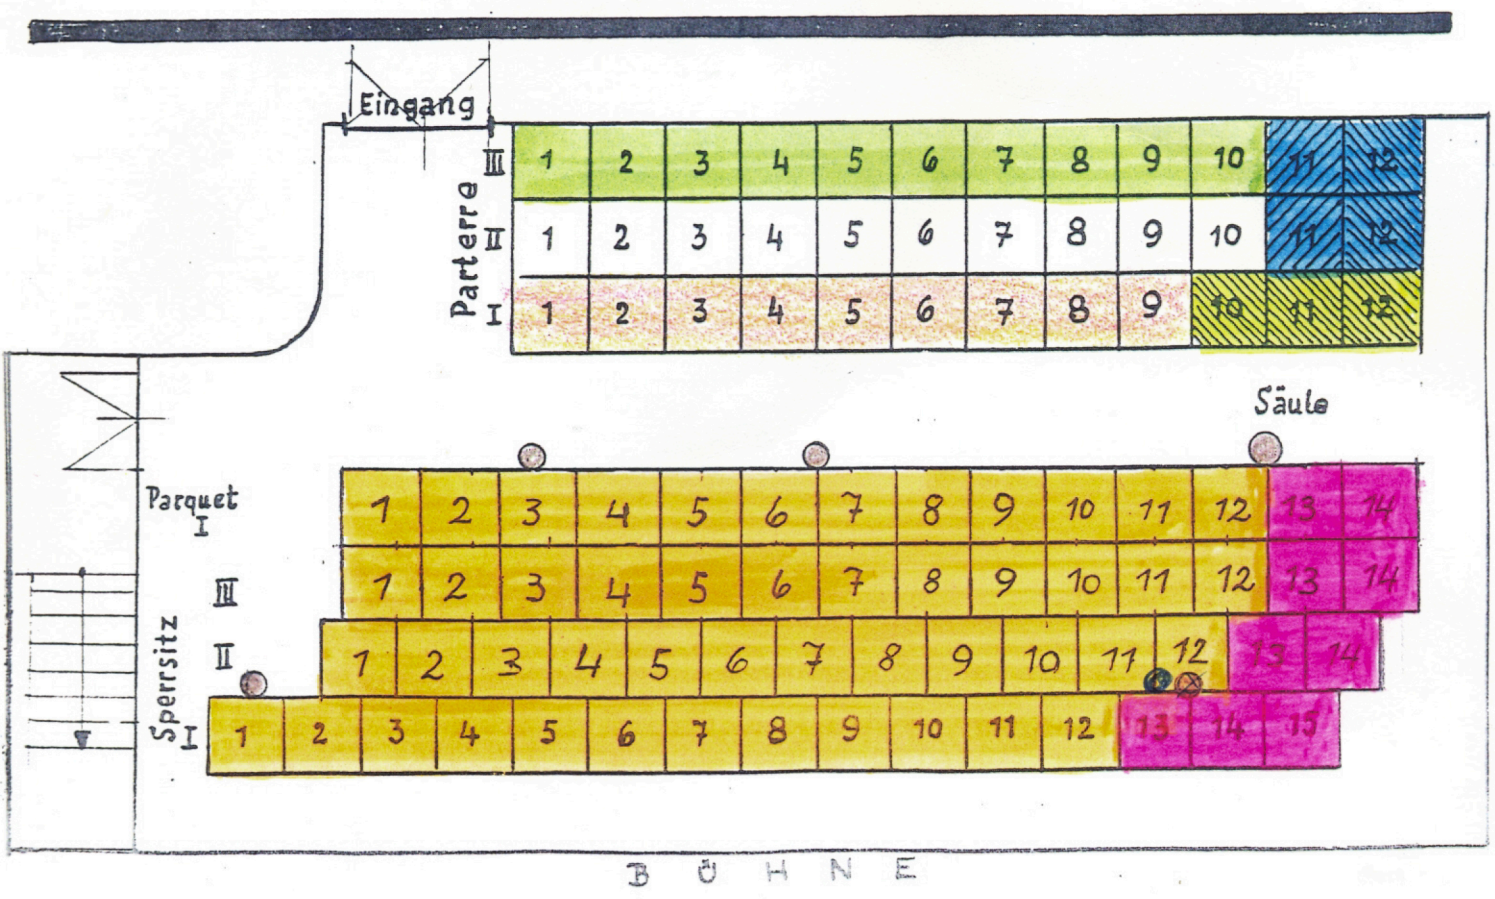 Eingang
Parterre
III 1 2 3 4 5 6 7 8 9 10 11 12
II 1 2 3 4 5 6 7 8 9 10 11 12
I 1 2 3 4 5 6 7 8 9 10 11 12
Säule
Parquet
I 1 2 3 4 5 6 7 8 9 10 11 12 13 14
Sperrsitz
III 1 2 3 4 5 6 7 8 9 10 11 12 13 14
II 1 2 3 4 5 6 7 8 9 10 11 12 13 14
I 1 2 3 4 5 6 7 8 9 10 11 12 13 14 15
BÜHNE